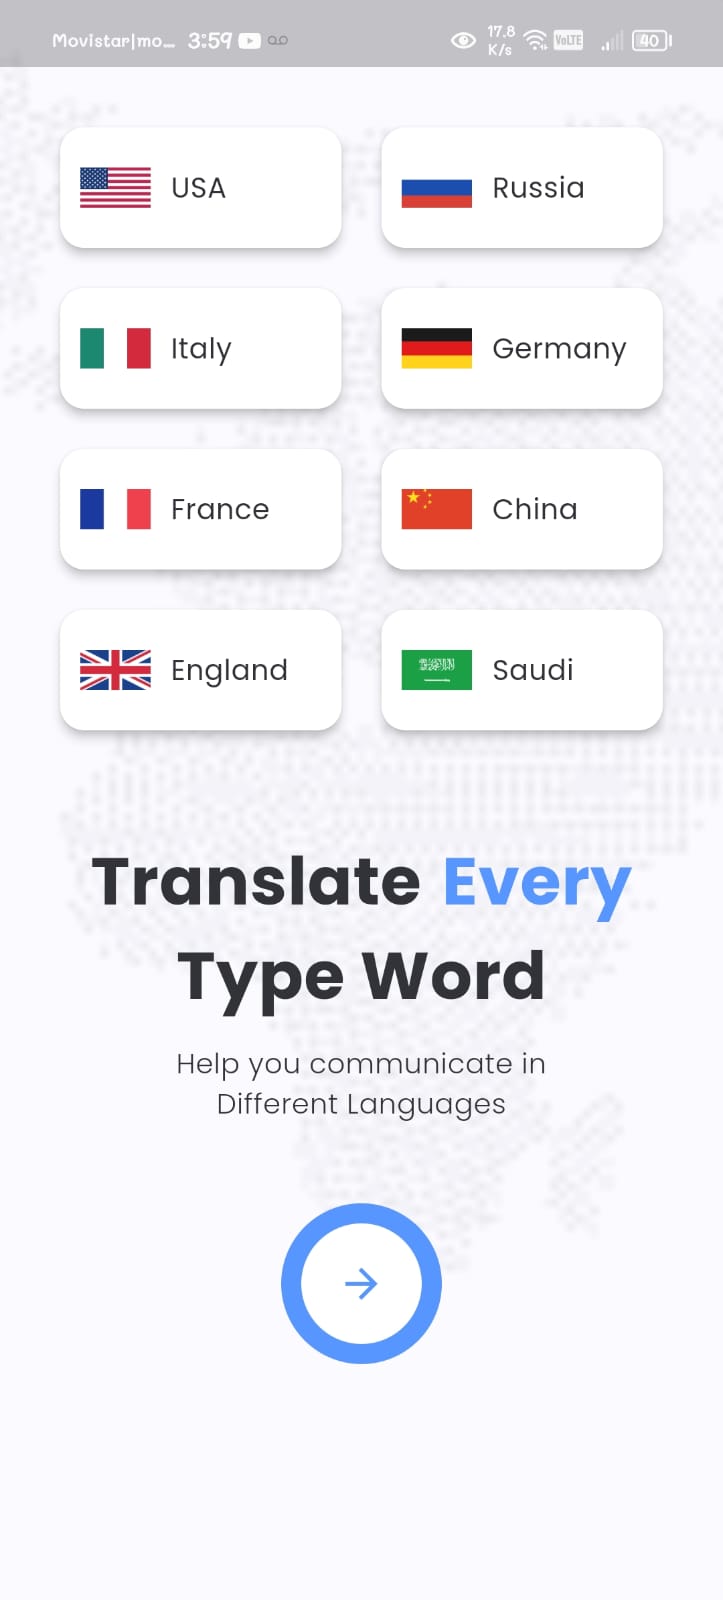 Movistar|mo... 3:59 17.8 K/s VoLTE 40
USA
Russia
Italy
Germany
France
China
England
Saudi
Translate Every
Type Word
Help you communicate in
Different Languages